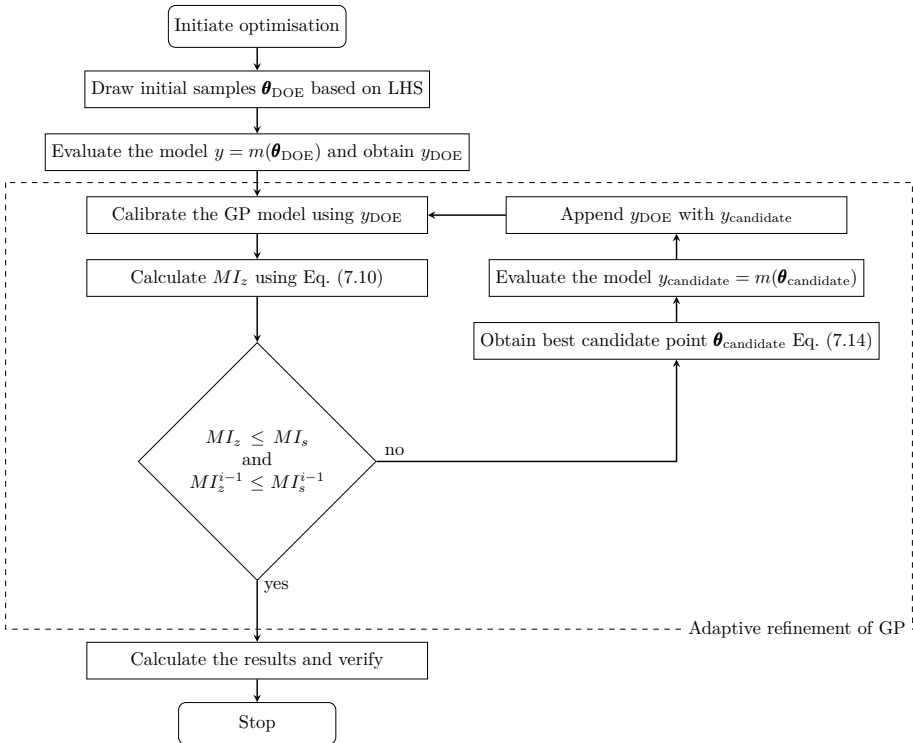 Initiate optimisation
Draw initial samples 𝜽_DOE based on LHS
Evaluate the model y = m(𝜽_DOE) and obtain y_DOE
Calibrate the GP model using y_DOE
Append y_DOE with y_candidate
Calculate MI_z using Eq. (7.10)
Evaluate the model y_candidate = m(𝜽_candidate)
Obtain best candidate point 𝜽_candidate Eq. (7.14)
MI_z ≤ MI_s
and
MI_z^{i−1} ≤ MI_s^{i−1}
no
yes
Adaptive refinement of GP
Calculate the results and verify
Stop